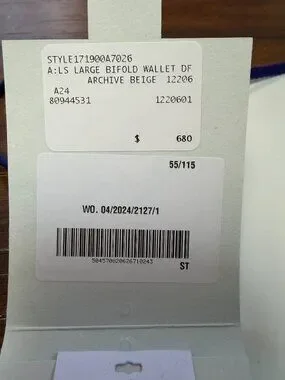 STYLE171900A7026
A:LS LARGE BIFOLD WALLET DF
ARCHIVE BEIGE 12206
A24
80944531 1220601
$ 680
55/115
WO. 04/2024/2127/1
5045700620626710243
ST